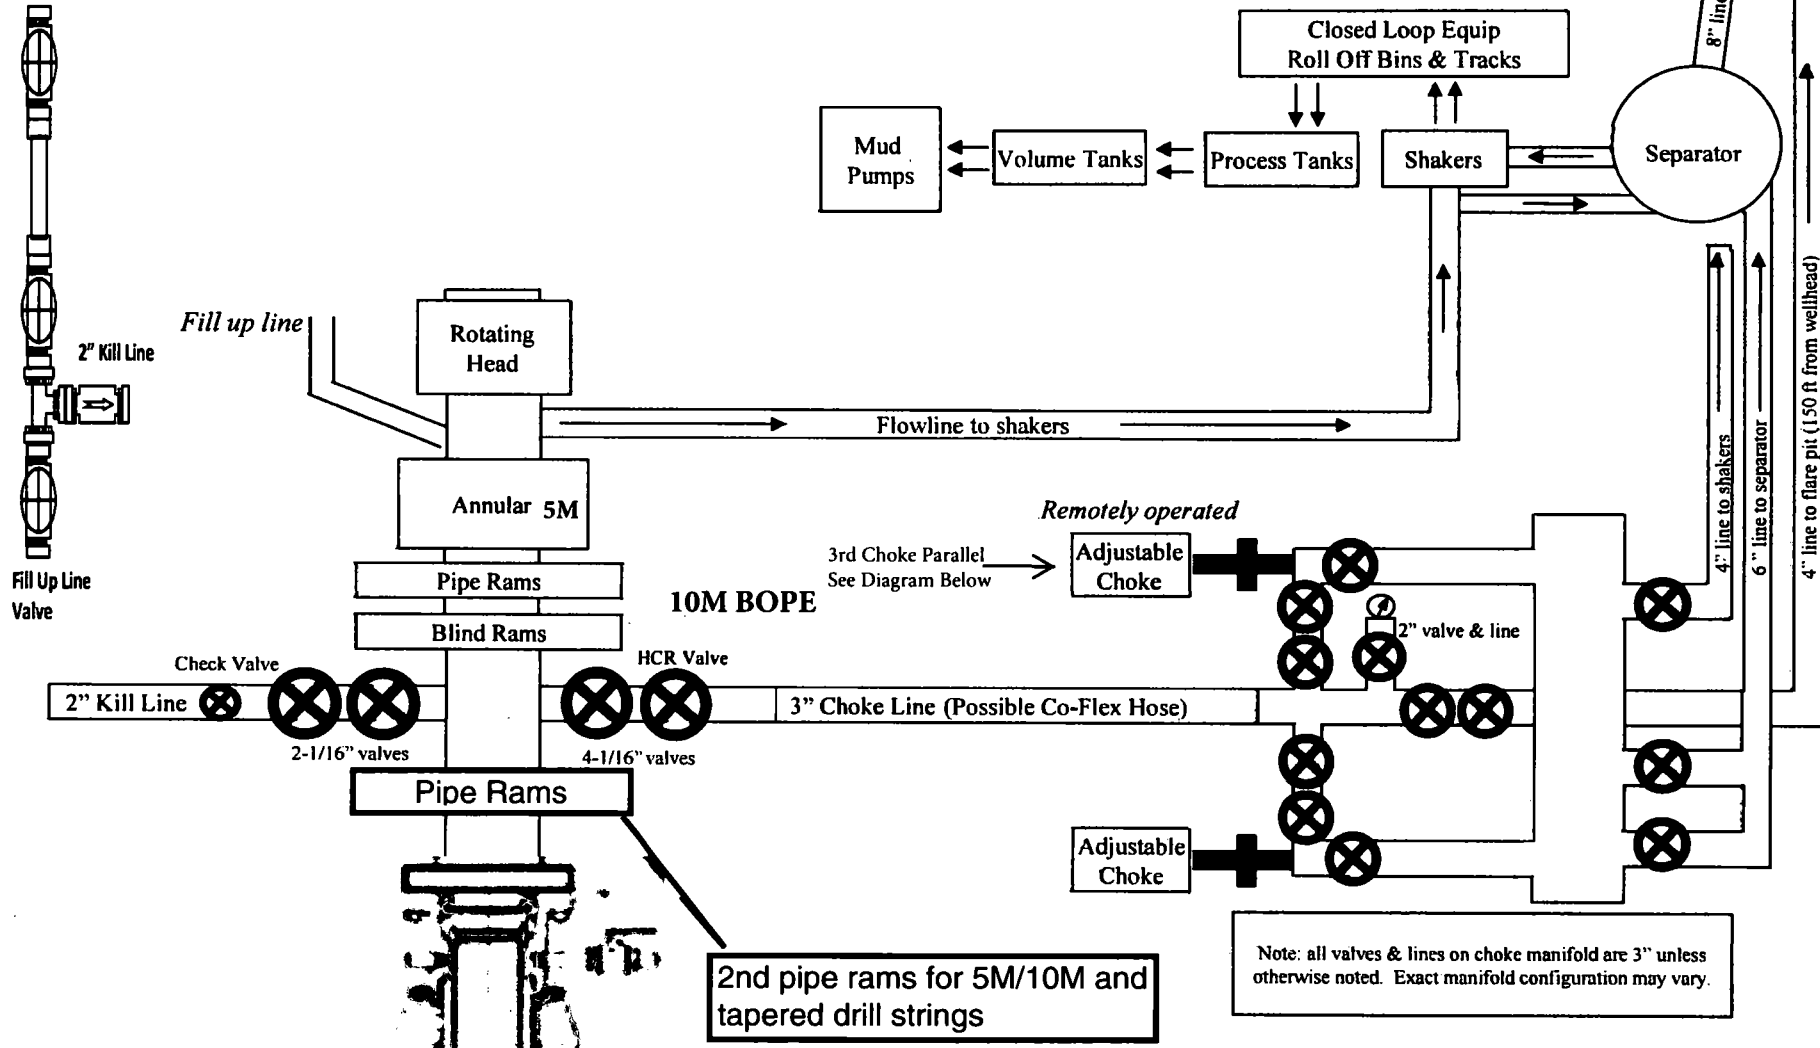 Closed Loop Equip
Roll Off Bins & Tracks
8" line
Mud
Pumps
Volume Tanks
Process Tanks
Shakers
Separator
Fill up line
2” Kill Line
Rotating
Head
Flowline to shakers
Annular 5M
Fill Up Line
Valve
Pipe Rams
Blind Rams
10M BOPE
Remotely operated
3rd Choke Parallel
See Diagram Below
Adjustable
Choke
2” valve & line
4” line to shakers
6” line to separator
4” line to flare pit (150 ft from wellhead)
Check Valve
HCR Valve
2” Kill Line
3” Choke Line (Possible Co-Flex Hose)
2-1/16” valves
4-1/16” valves
Pipe Rams
Adjustable
Choke
2nd pipe rams for 5M/10M and
tapered drill strings
Note: all valves & lines on choke manifold are 3” unless
otherwise noted. Exact manifold configuration may vary.